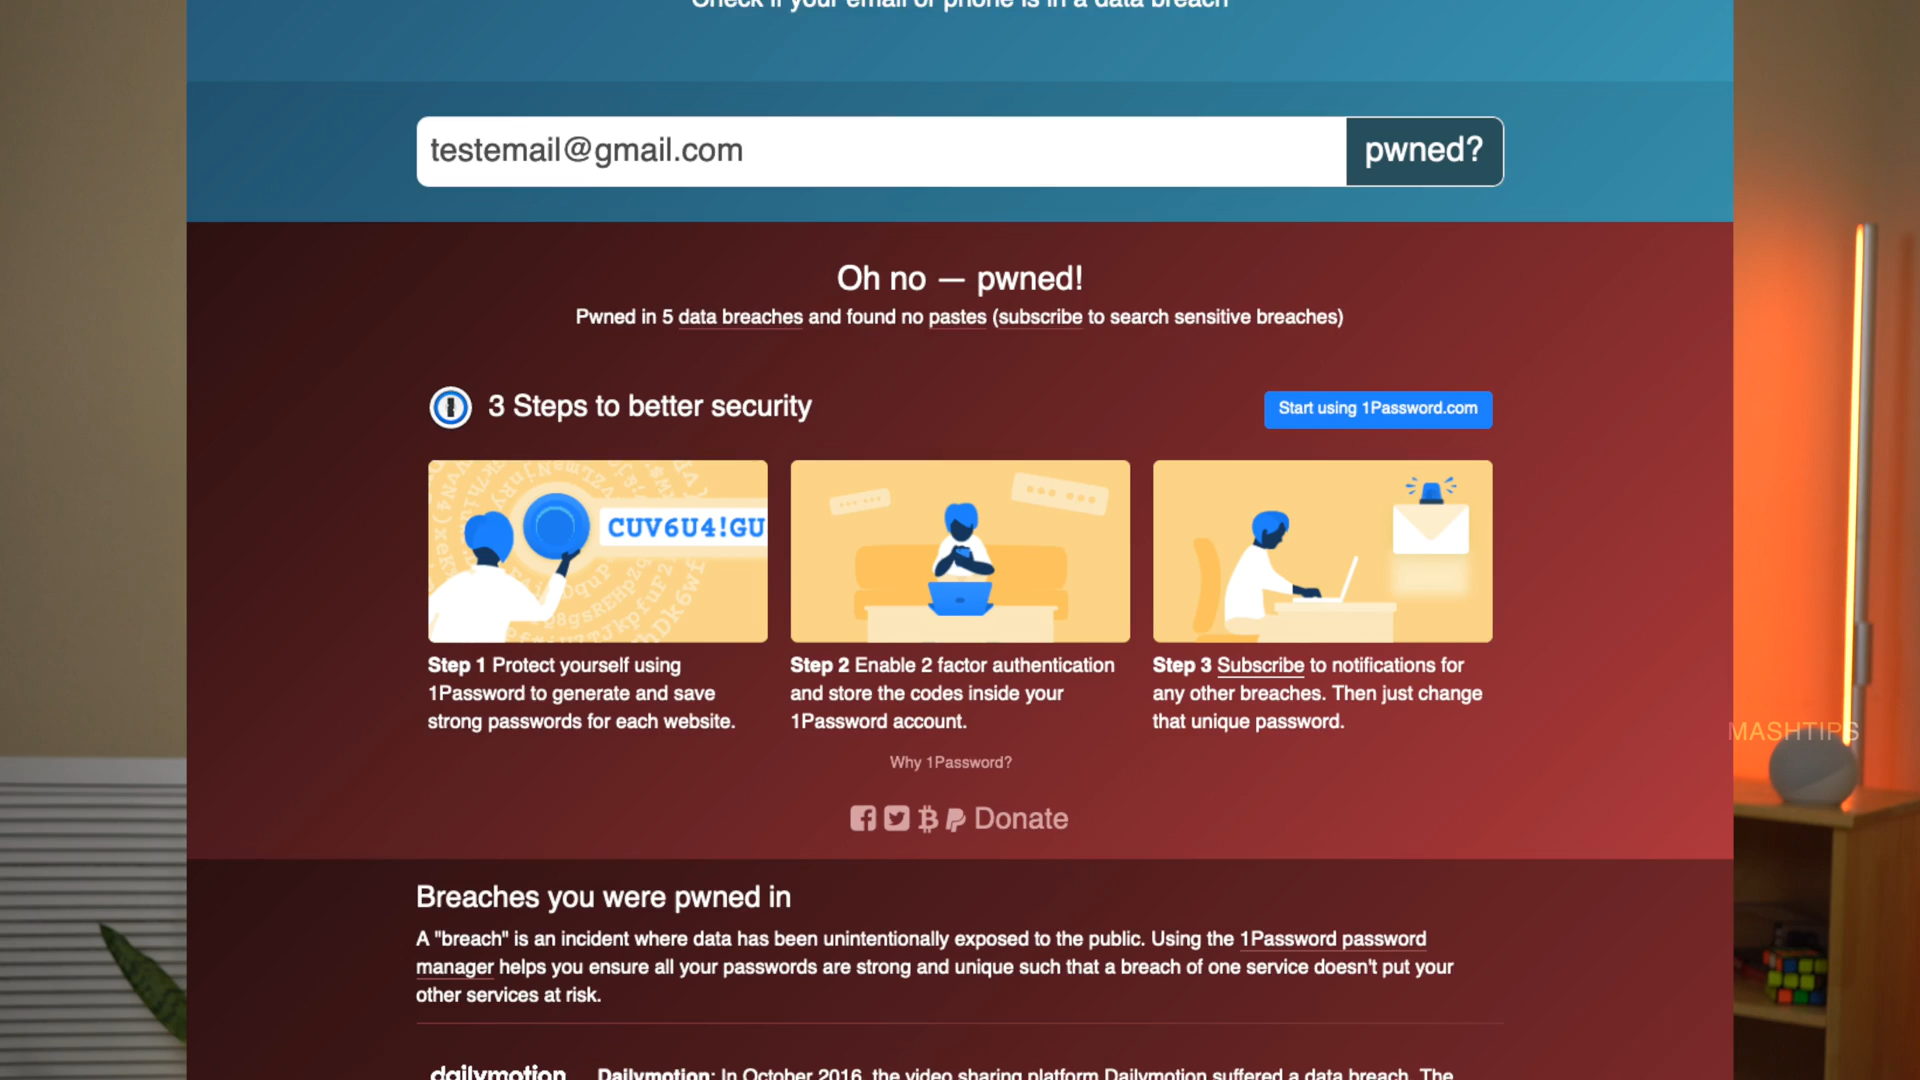 Check if your email or phone is in a data breach
testemail@gmail.com
pwned?
Oh no — pwned!
Pwned in 5 data breaches and found no pastes (subscribe to search sensitive breaches)
3 Steps to better security
Start using 1Password.com
CUV6U4!GU
Step 1 Protect yourself using
1Password to generate and save
strong passwords for each website.
Step 2 Enable 2 factor authentication
and store the codes inside your
1Password account.
Step 3 Subscribe to notifications for
any other breaches. Then just change
that unique password.
MASHTIPS
Why 1Password?
Donate
Breaches you were pwned in
A "breach" is an incident where data has been unintentionally exposed to the public. Using the 1Password password
manager helps you ensure all your passwords are strong and unique such that a breach of one service doesn't put your
other services at risk.
dailymotion
Dailymotion: In October 2016, the video sharing platform Dailymotion suffered a data breach. The